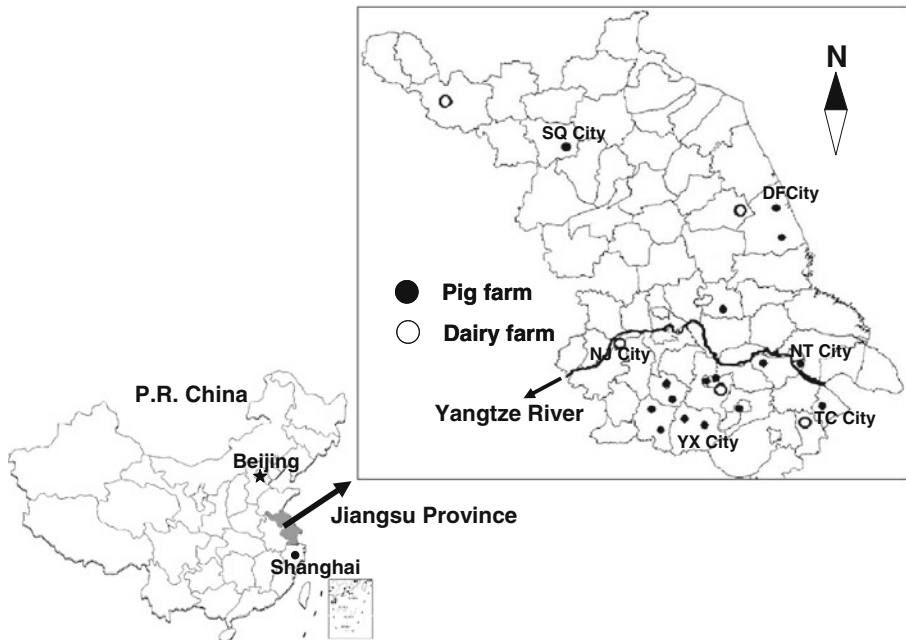 N
SQ City
DFCity
Pig farm
Dairy farm
NJ City
NT City
Yangtze River
TC City
YX City
P.R. China
Beijing
Jiangsu Province
Shanghai